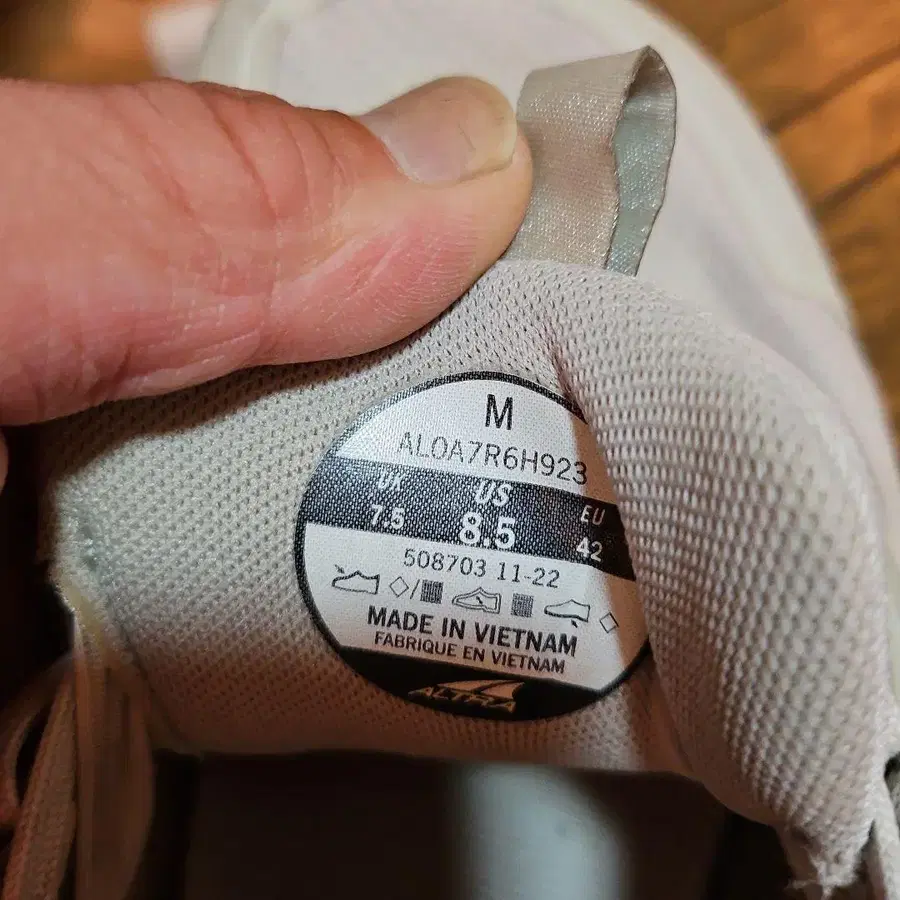 M
AL0A7R6H923
UK US EU
7.5 8.5 42
508703 11-22
MADE IN VIETNAM
FABRIQUE EN VIETNAM
ALTRA